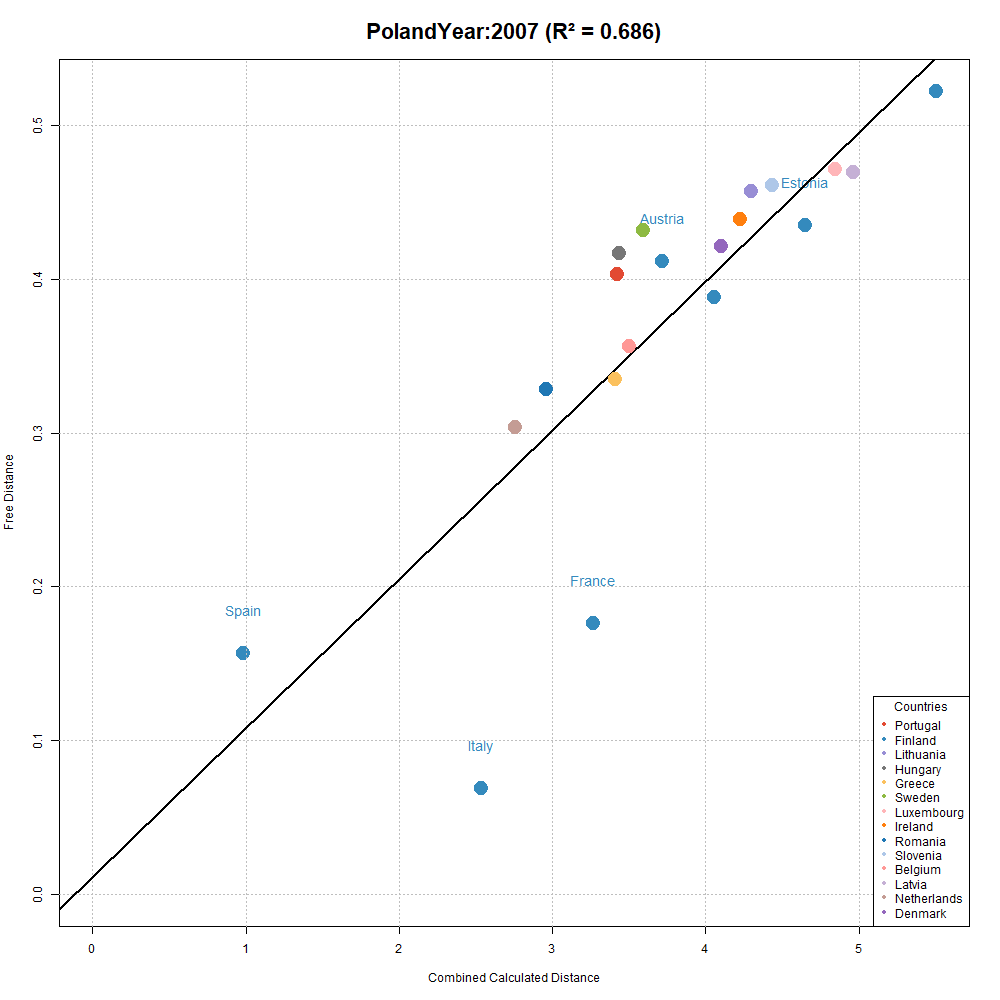 PolandYear:2007 (R² = 0.686)
0.5
0.4
0.3
0.2
0.1
0.0
Free Distance
Estonia
Austria
France
Spain
Italy
Countries
Portugal
Finland
Lithuania
Hungary
Greece
Sweden
Luxembourg
Ireland
Romania
Slovenia
Belgium
Latvia
Netherlands
Denmark
0 1 2 3 4 5
Combined Calculated Distance